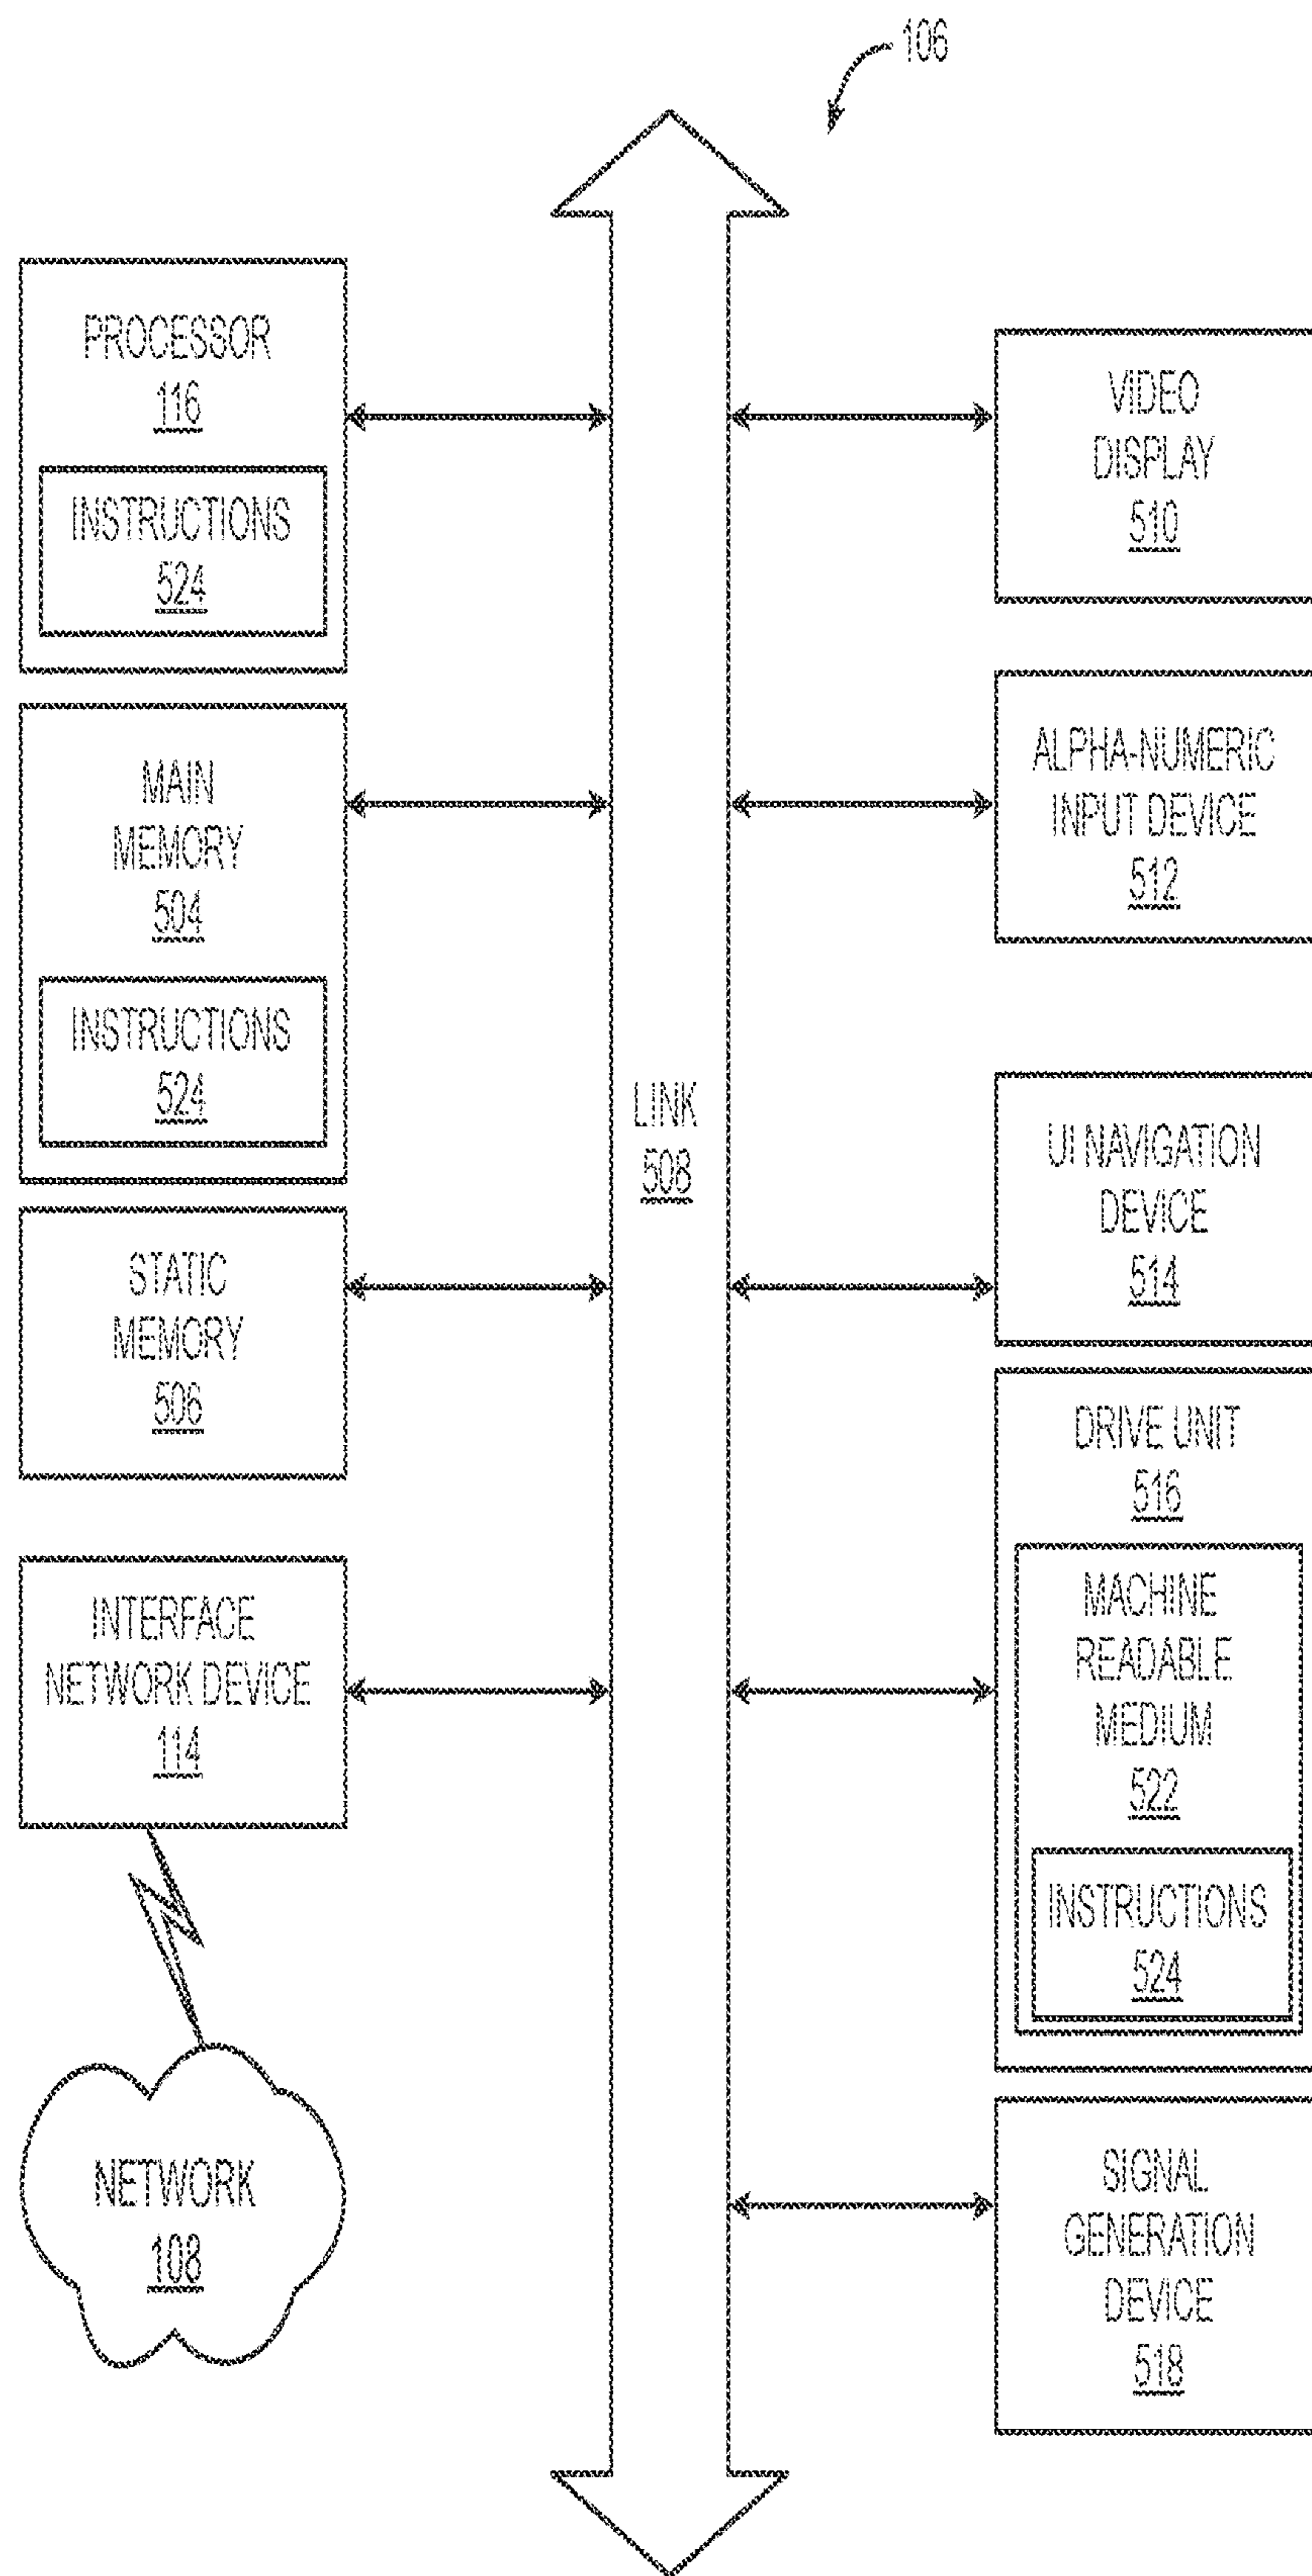 106
PROCESSOR
116
INSTRUCTIONS
524
MAIN
MEMORY
504
INSTRUCTIONS
524
STATIC
MEMORY
506
INTERFACE
NETWORK DEVICE
114
NETWORK
108
LINK
508
VIDEO
DISPLAY
510
ALPHA-NUMERIC
INPUT DEVICE
512
UI NAVIGATION
DEVICE
514
DRIVE UNIT
516
MACHINE
READABLE
MEDIUM
522
INSTRUCTIONS
524
SIGNAL
GENERATION
DEVICE
518